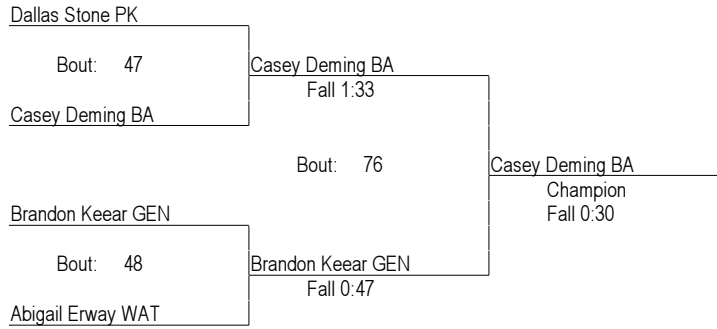 Dallas Stone PK
Bout: 47
Casey Deming BA
Fall 1:33
Casey Deming BA
Bout: 76
Casey Deming BA
Champion
Fall 0:30
Brandon Keear GEN
Bout: 48
Brandon Keear GEN
Fall 0:47
Abigail Erway WAT